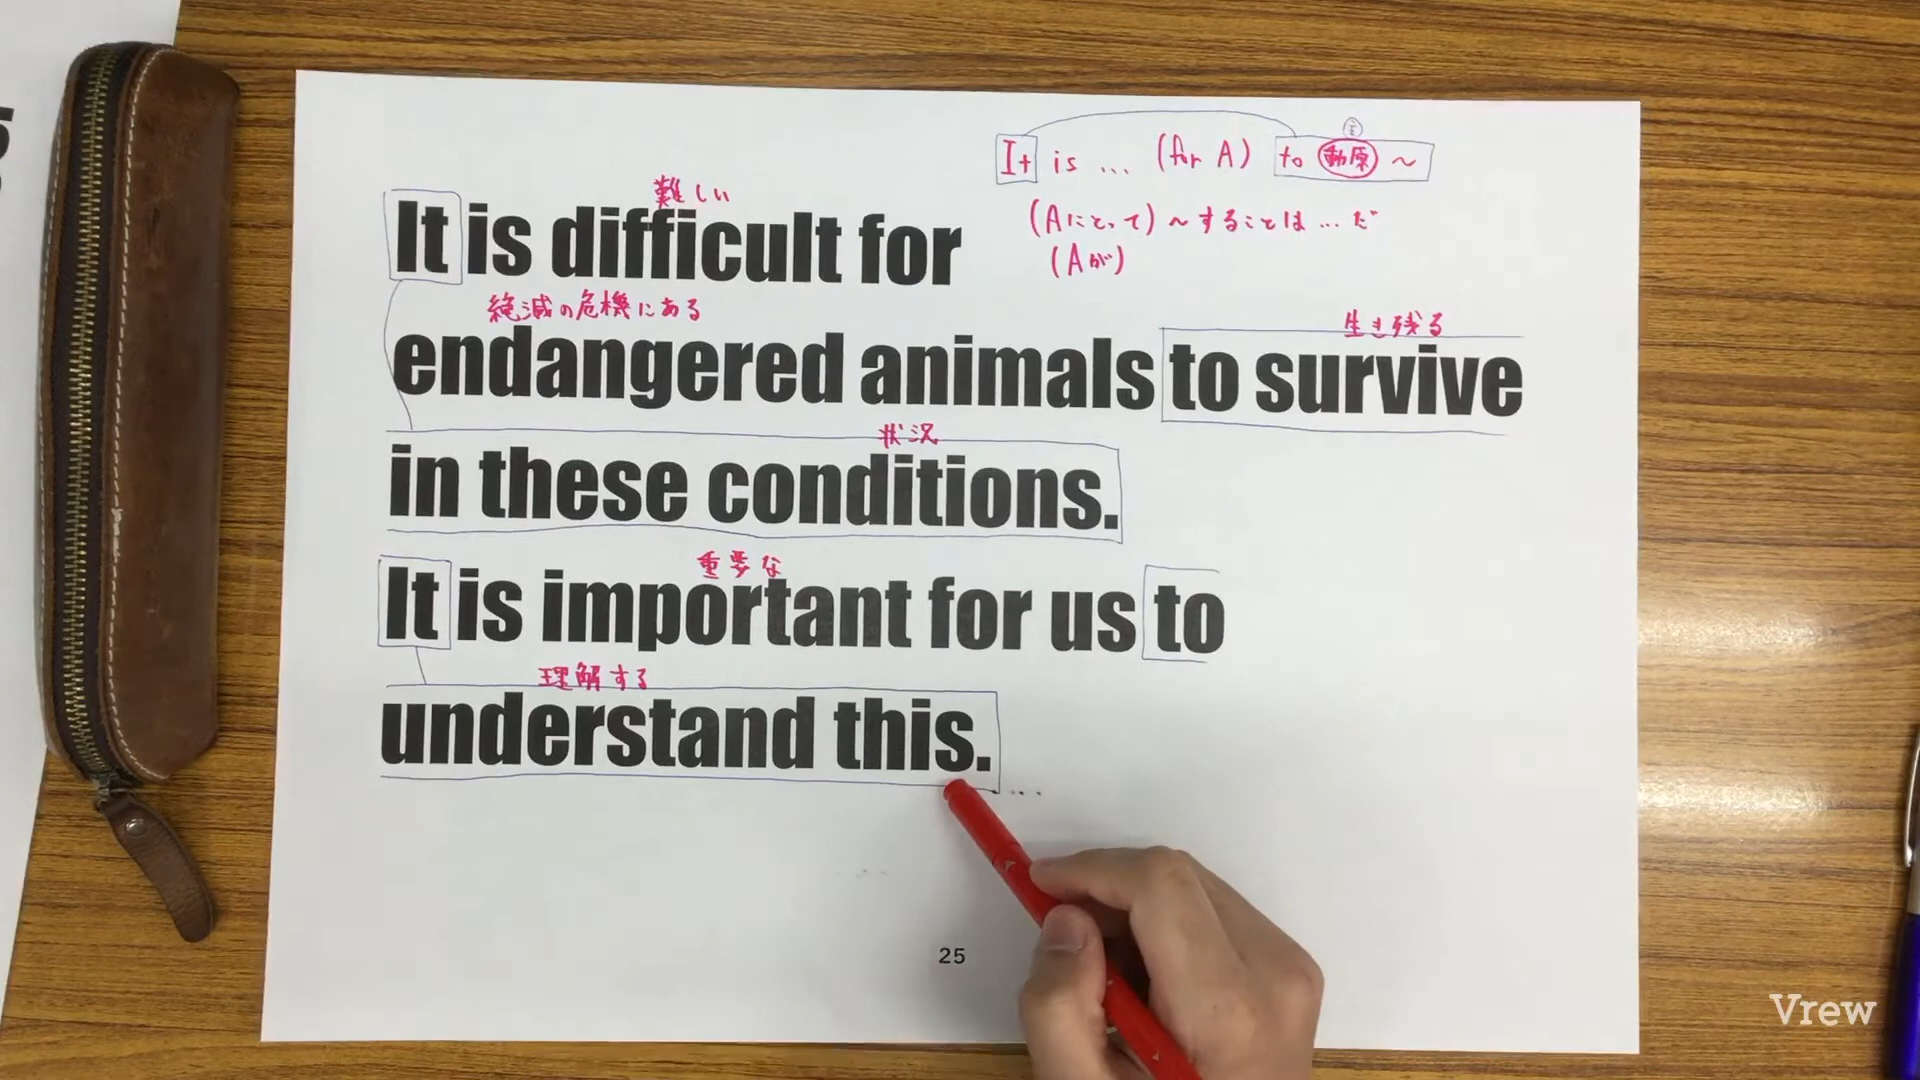 It is ... (for A) to 動原 ~
主
(Aにとって) ~することは...だ
(Aが)
難しい
It is difficult for
絶滅の危機にある
生き残る
endangered animals to survive
状況
in these conditions.
重要な
It is important for us to
理解する
understand this.
25
Vrew